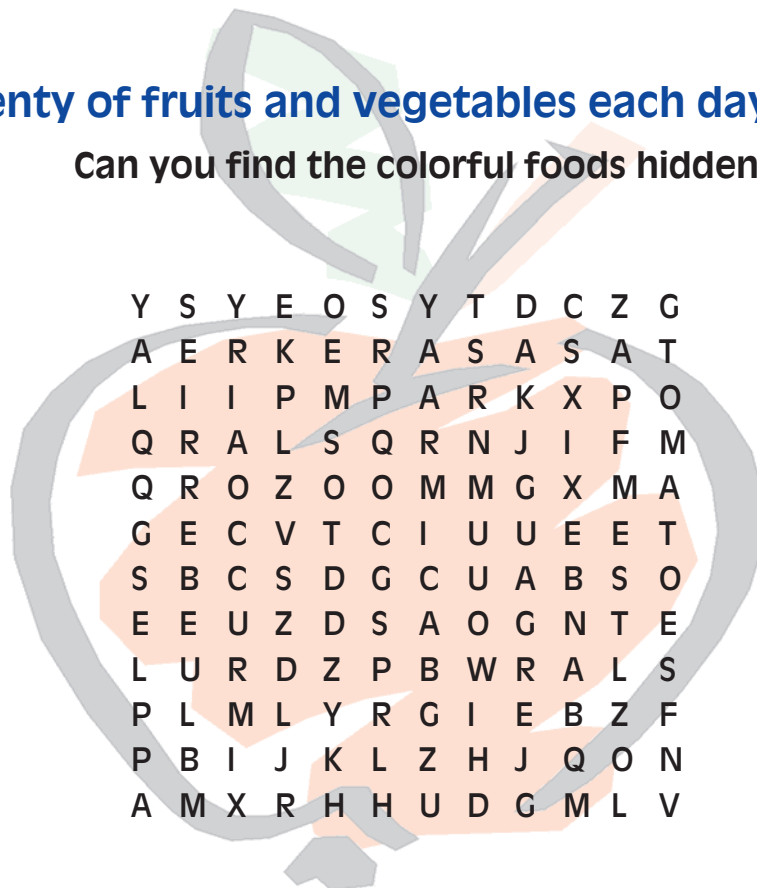 enty of fruits and vegetables each day
Can you find the colorful foods hidden
Y S Y E O S Y T D C Z G
A E R K E R A S A S A T
L I I P M P A R K X P O
Q R A L S Q R N J I F M
Q R O Z O O M M G X M A
G E C V T C I U U E E T
S B C S D G C U A B S O
E E U Z D S A O G N T E
L U R D Z P B W R A L S
P L M L Y R G I E B Z F
P B I J K L Z H J Q O N
A M X R H H U D G M L V